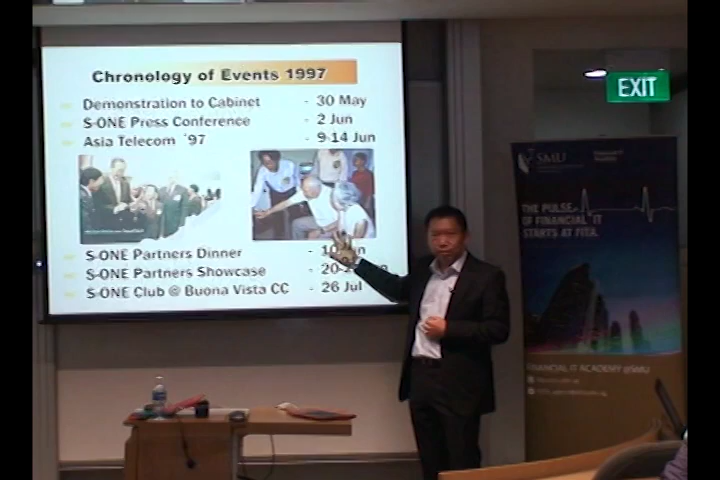 Chronology of Events 1997
Demonstration to Cabinet - 30 May
S-ONE Press Conference - 2 Jun
Asia Telecom '97 - 9-14 Jun
S-ONE Partners Dinner -
S-ONE Partners Showcase -
S-ONE Club @ Buona Vista CC - 26 Jul
EXIT
SMU
THE PULSE
OF FINANCIAL IT
STARTS AT FITA.
FINANCIAL IT ACADEMY @SMU